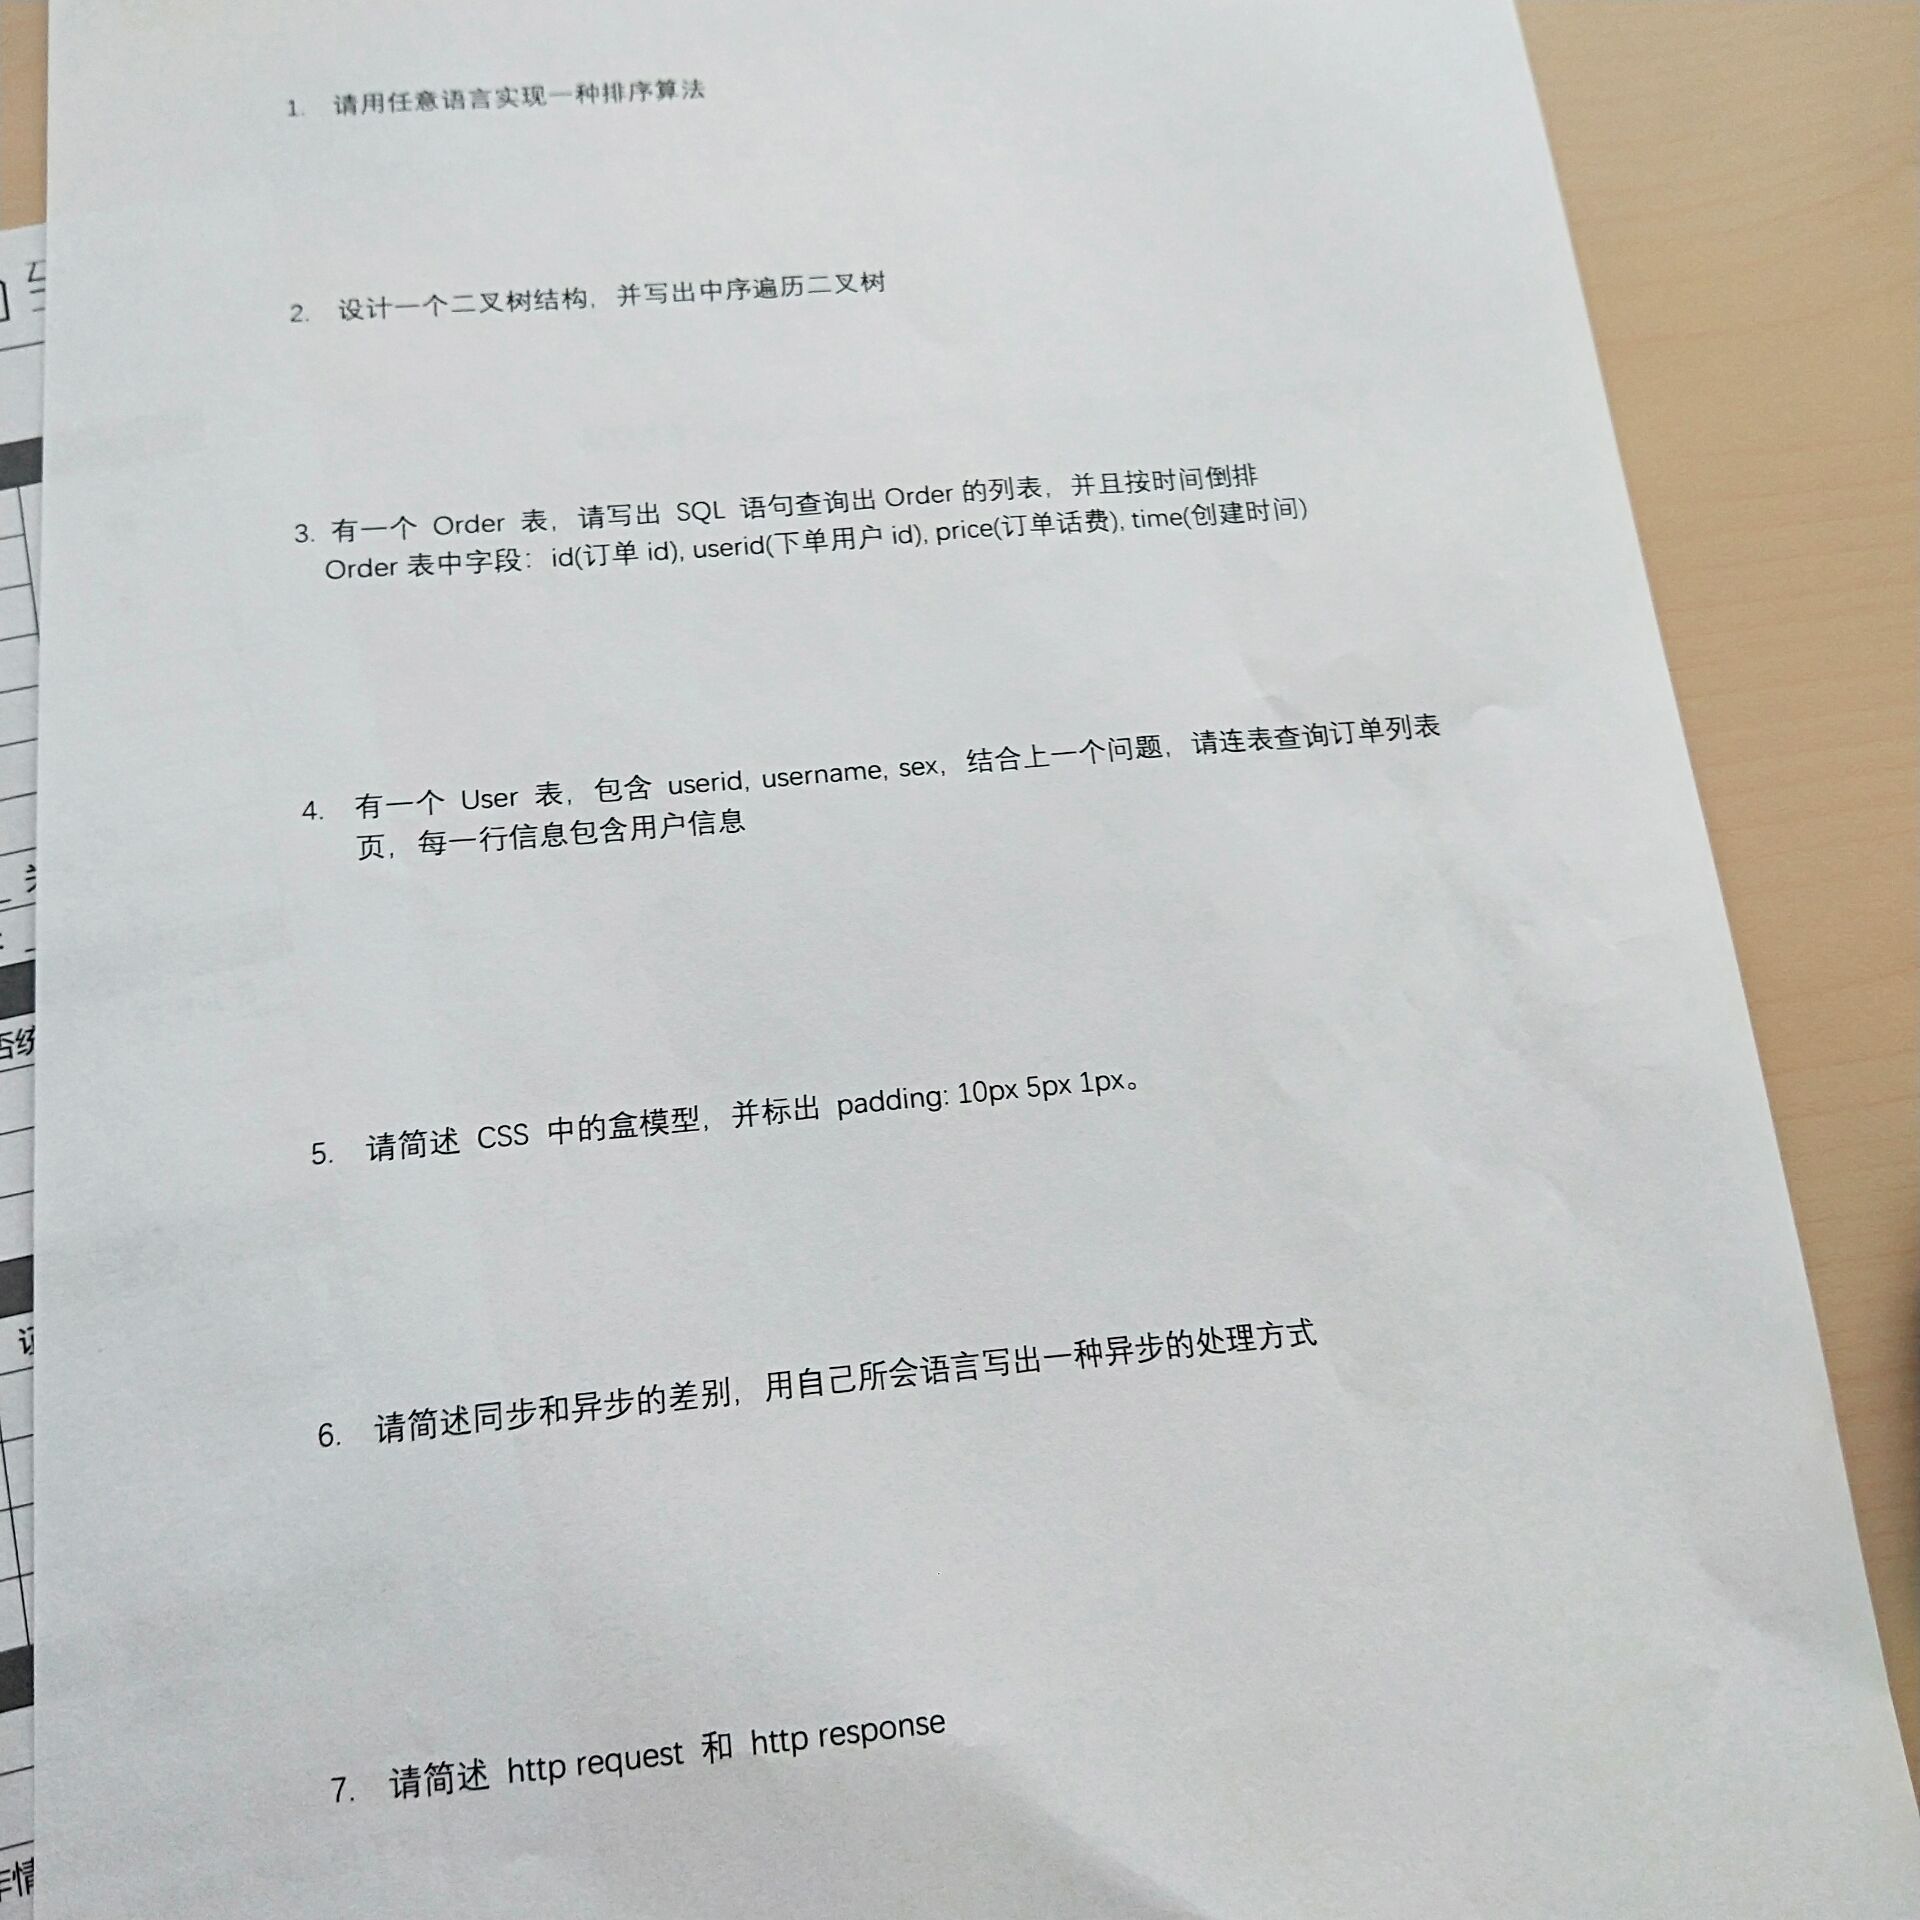 1. 请用任意语言实现一种排序算法
2. 设计一个二叉树结构，并写出中序遍历二叉树
3. 有一个 Order 表，请写出 SQL 语句查询出 Order 的列表，并且按时间倒排
Order 表中字段：id(订单 id), userid(下单用户 id), price(订单话费), time(创建时间)
4. 有一个 User 表，包含 userid, username, sex，结合上一个问题，请连表查询订单列表
页，每一行信息包含用户信息
5. 请简述 CSS 中的盒模型，并标出 padding: 10px 5px 1px。
6. 请简述同步和异步的差别，用自己所会语言写出一种异步的处理方式
7. 请简述 http request 和 http response